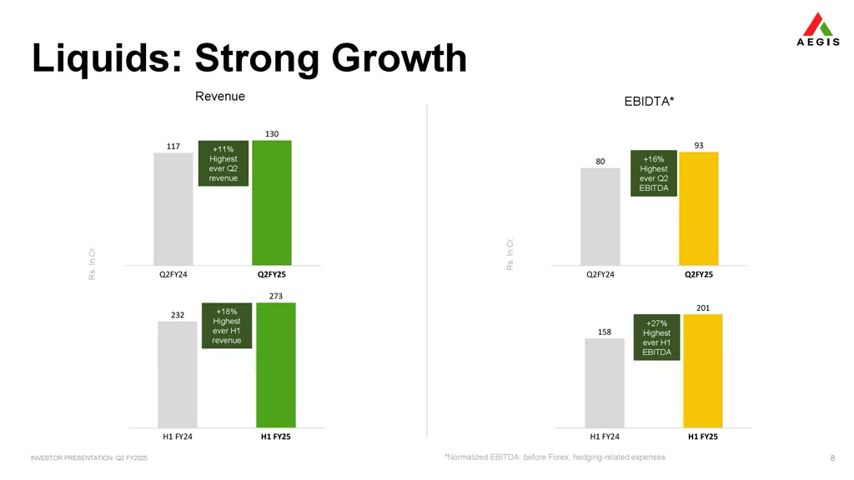 AEGIS
Liquids: Strong Growth
Revenue
117
+11%
Highest
ever Q2
revenue
130
Rs. In Cr.
Q2FY24
Q2FY25
232
+18%
Highest
ever H1
revenue
273
H1 FY24
H1 FY25
EBIDTA*
80
+16%
Highest
ever Q2
EBITDA
93
Rs. In Cr.
Q2FY24
Q2FY25
158
+27%
Highest
ever H1
EBITDA
201
H1 FY24
H1 FY25
INVESTOR PRESENTATION: Q2 FY2025
*Normalized EBITDA: before Forex, hedging-related expenses
8